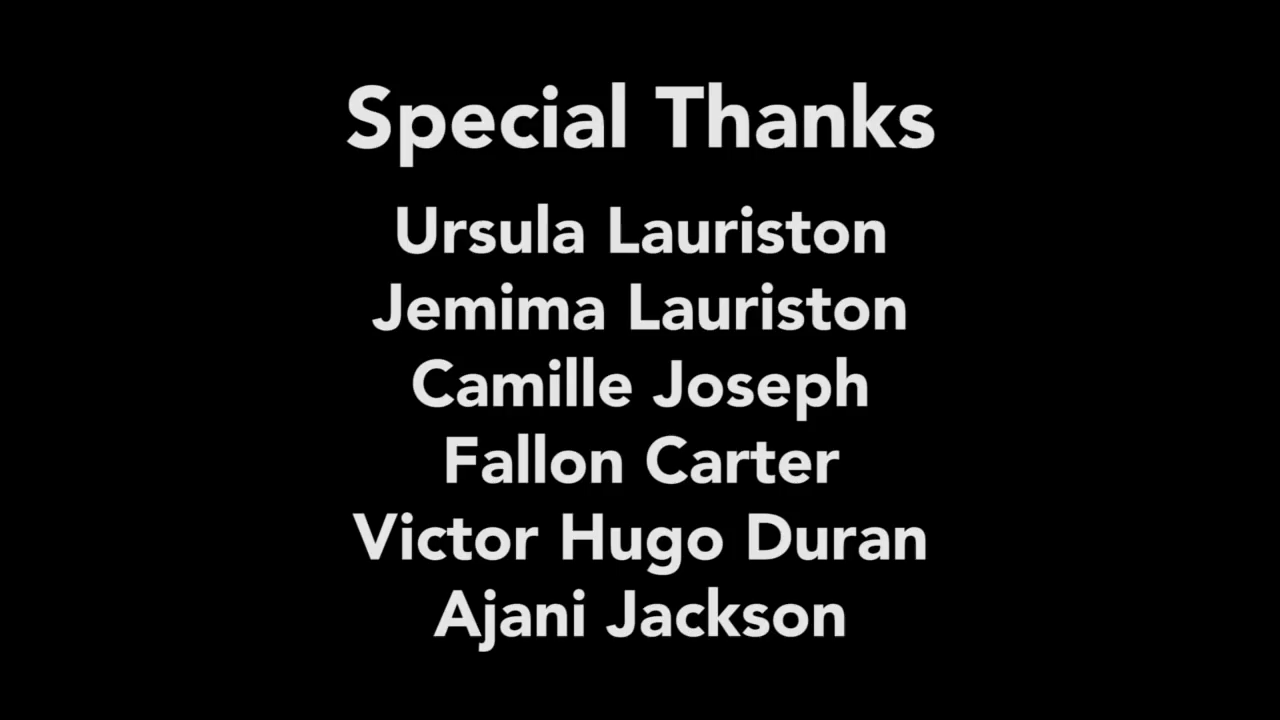 Special Thanks
Ursula Lauriston
Jemima Lauriston
Camille Joseph
Fallon Carter
Victor Hugo Duran
Ajani Jackson